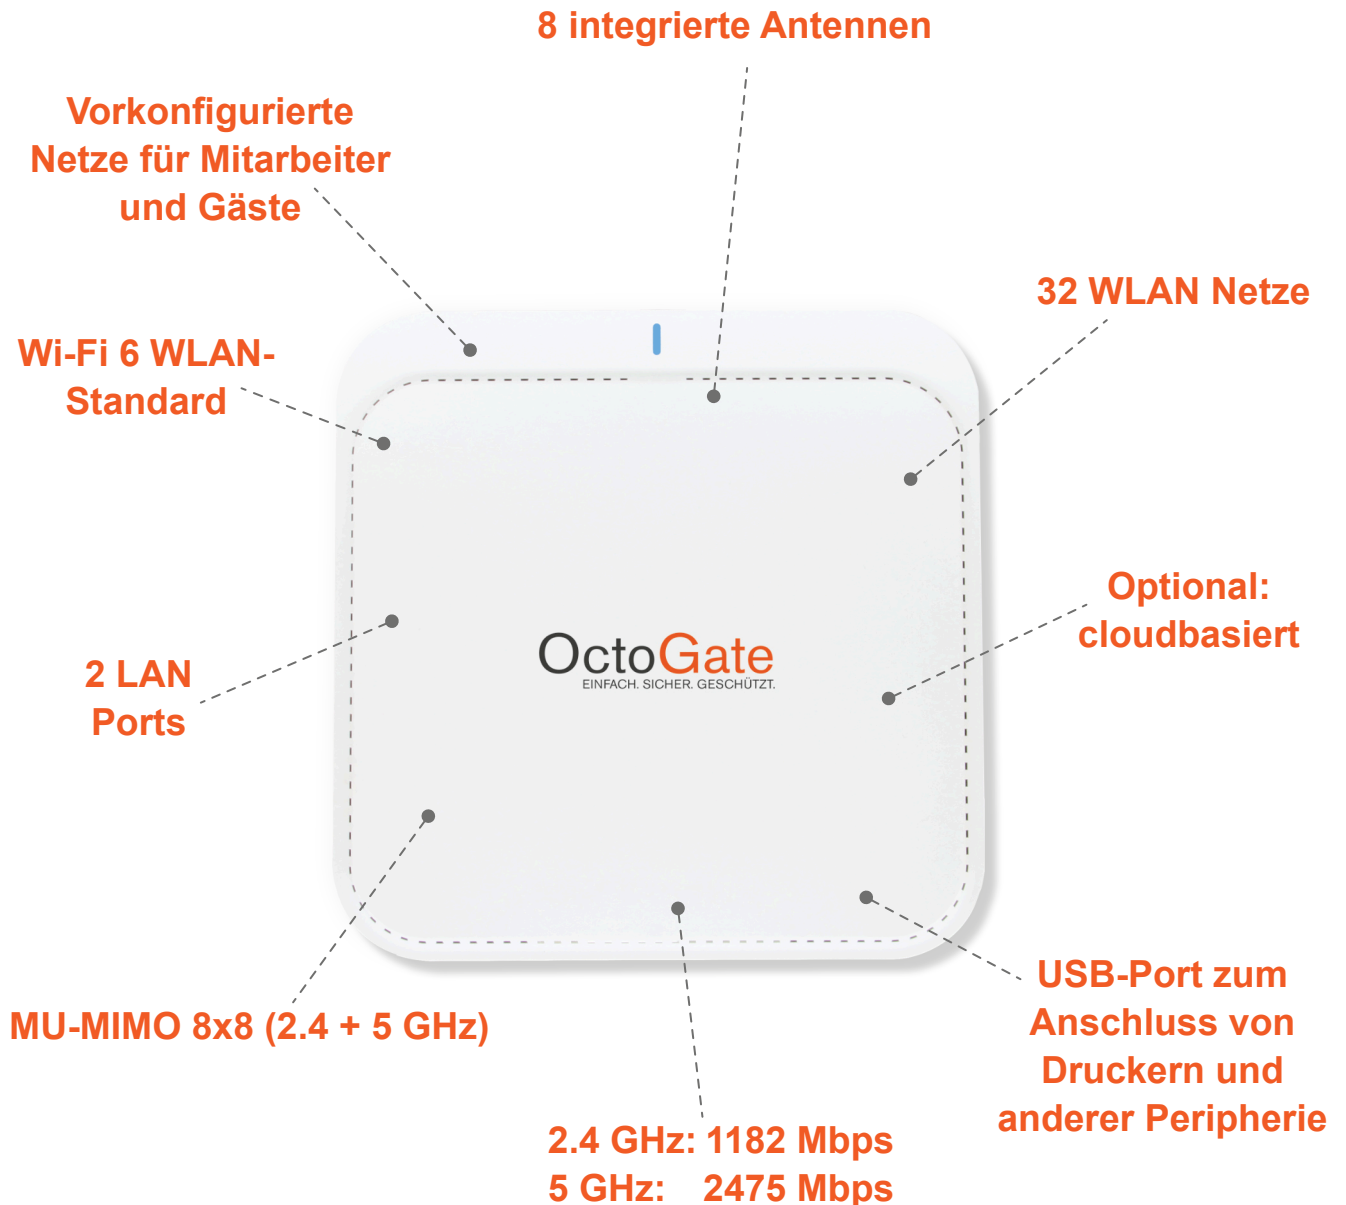 8 integrierte Antennen
Vorkonfigurierte
Netze für Mitarbeiter
und Gäste
32 WLAN Netze
Wi-Fi 6 WLAN-
Standard
Optional:
cloudbasiert
OctoGate
EINFACH. SICHER. GESCHÜTZT.
2 LAN
Ports
MU-MIMO 8x8 (2.4 + 5 GHz)
USB-Port zum
Anschluss von
Druckern und
anderer Peripherie
2.4 GHz: 1182 Mbps
5 GHz: 2475 Mbps